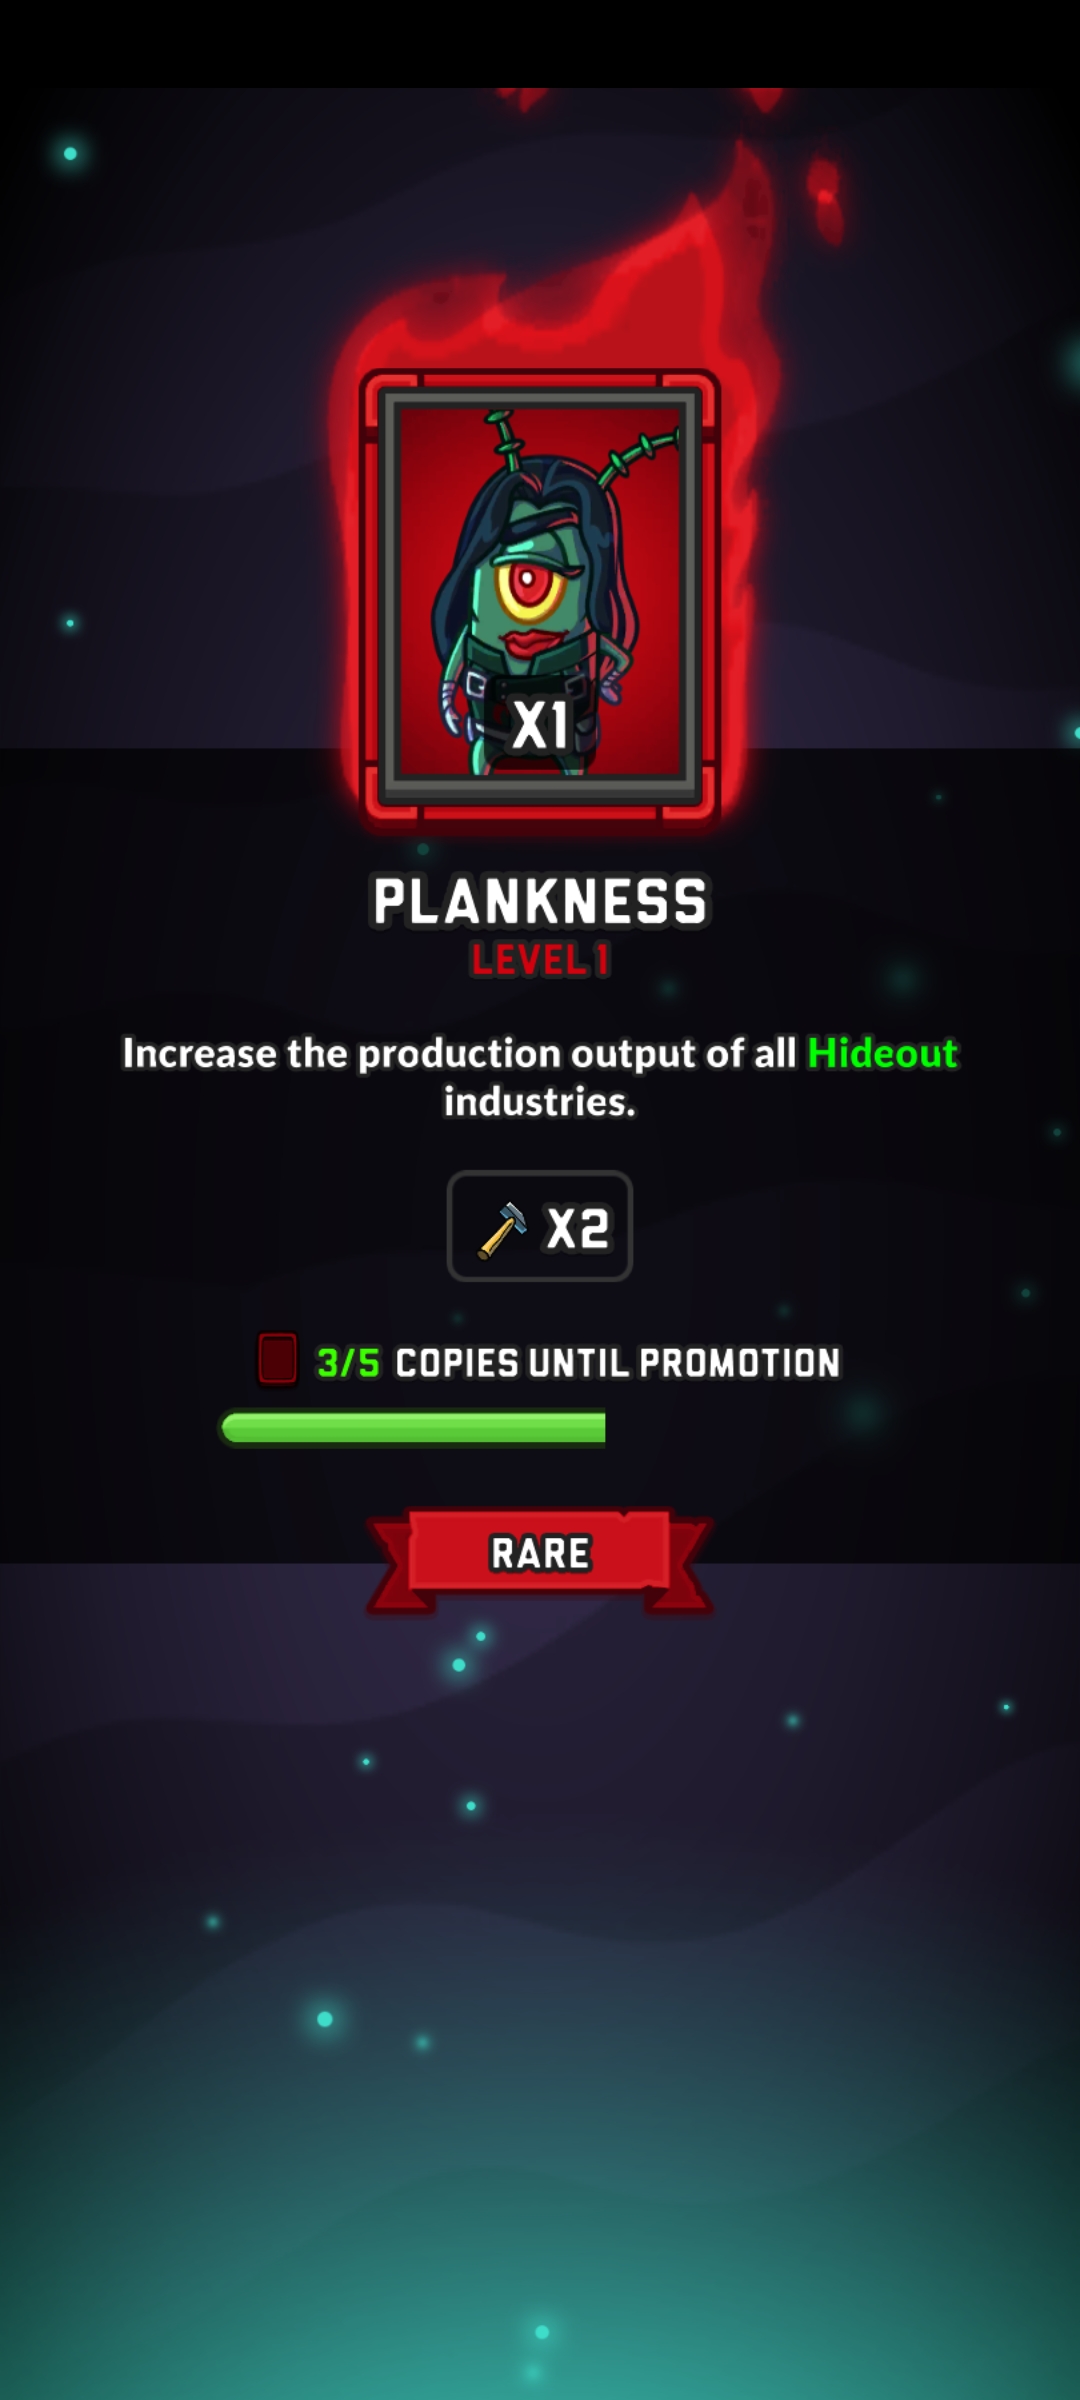 X1
PLANKNESS
LEVEL 1
Increase the production output of all Hideout
industries.
X2
3/5 COPIES UNTIL PROMOTION
RARE